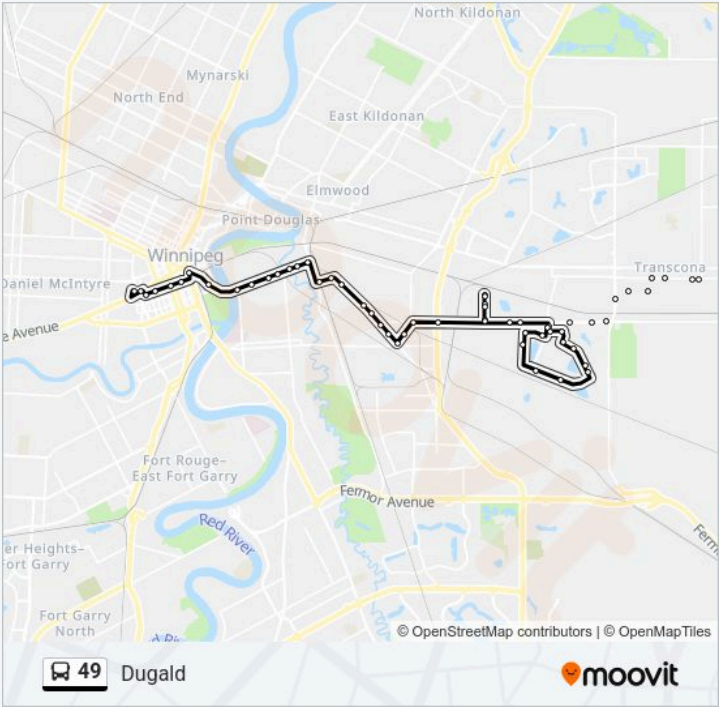 North Kildonan
Mynarski
North End
East Kildonan
Elmwood
Point Douglas
Winnipeg
Transcona
Daniel McIntyre
e Avenue
Fort Rouge–
East Fort Garry
Fermor Avenue
Red River
Ferm
er Heights–
Fort Garry
Fort Garry
North
© OpenStreetMap contributors | © OpenMapTiles
49 Dugald
moovit